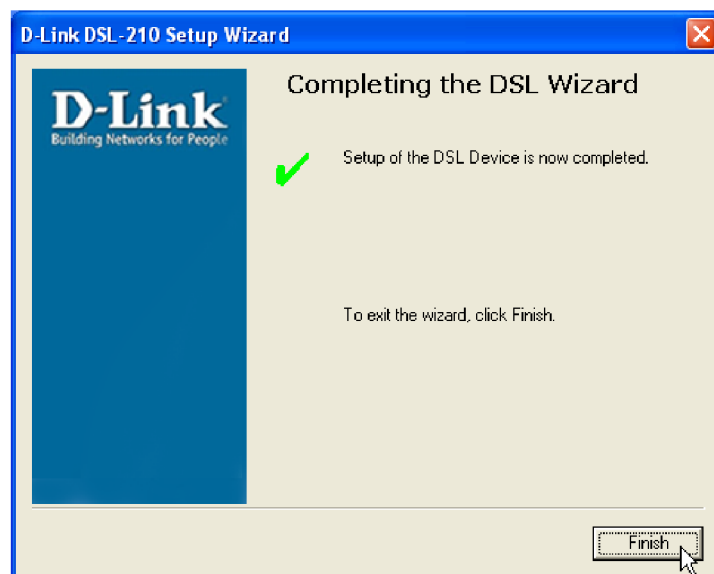 D-Link DSL-210 Setup Wizard
D-Link
Building Networks for People
Completing the DSL Wizard
Setup of the DSL Device is now completed.
To exit the wizard, click Finish.
Finish